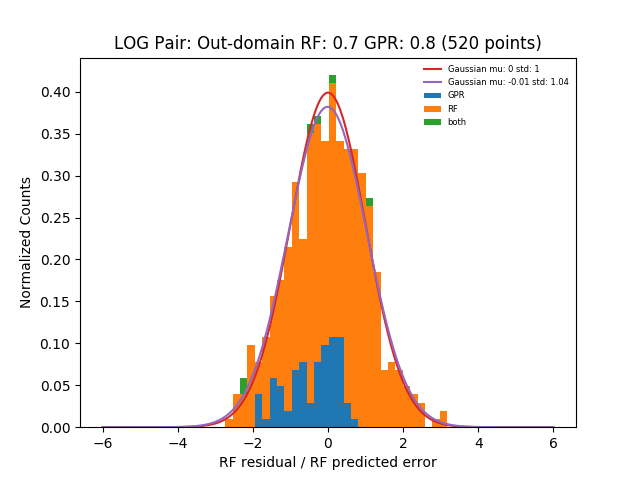 LOG Pair: Out-domain RF: 0.7 GPR: 0.8 (520 points)
Gaussian mu: 0 std: 1
Gaussian mu: -0.01 std: 1.04
GPR
RF
both
Normalized Counts
0.40
0.35
0.30
0.25
0.20
0.15
0.10
0.05
0.00
−6 −4 −2 0 2 4 6
RF residual / RF predicted error